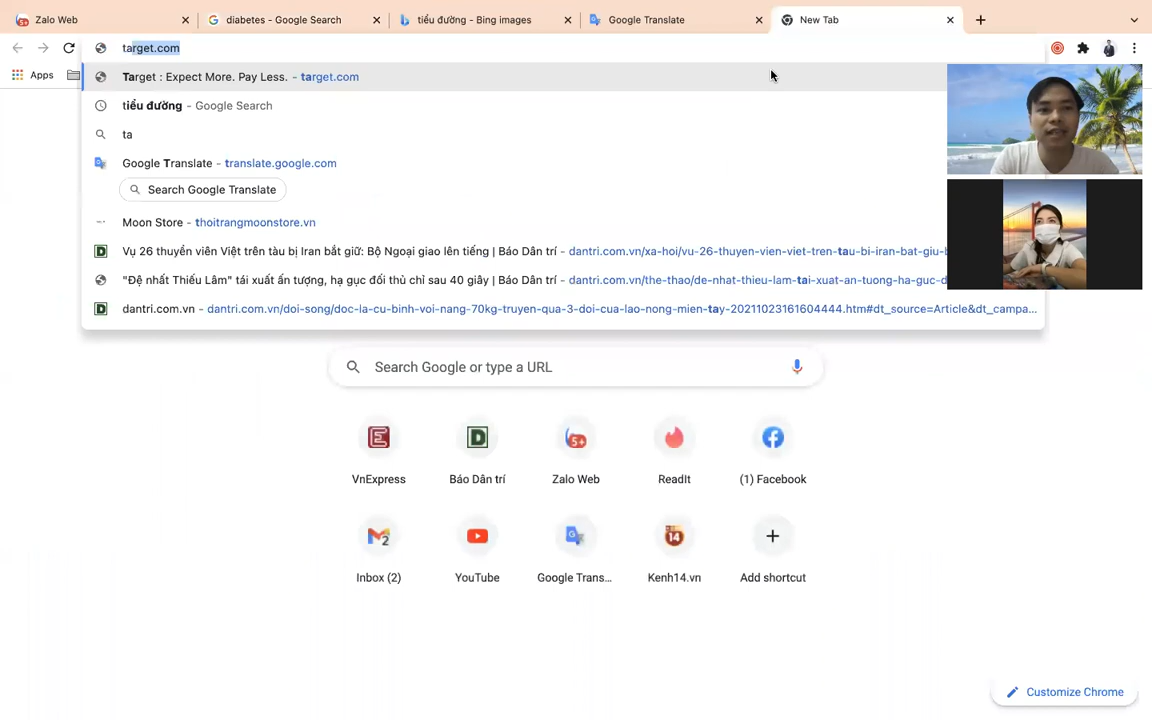 Zalo Web
diabetes - Google Search
tiểu đường - Bing images
Google Translate
New Tab
target.com
Apps
Target : Expect More. Pay Less. - target.com
tiểu đường - Google Search
ta
Google Translate - translate.google.com
Search Google Translate
Moon Store - thoitrangmoonstore.vn
Vụ 26 thuyền viên Việt trên tàu bị Iran bắt giữ: Bộ Ngoại giao lên tiếng | Báo Dân trí - dantri.com.vn/xa-hoi/vu-26-thuyen-vien-viet-tren-tau-bi-iran-bat-giu-b
"Đệ nhất Thiếu Lâm" tái xuất ấn tượng, hạ gục đối thủ chỉ sau 40 giây | Báo Dân trí - dantri.com.vn/the-thao/de-nhat-thieu-lam-tai-xuat-an-tuong-ha-guc-d
dantri.com.vn - dantri.com.vn/doi-song/doc-la-cu-binh-voi-nang-70kg-truyen-qua-3-doi-cua-lao-nong-mien-tay-20211023161604444.htm#dt_source=Article&dt_campa...
Search Google or type a URL
VnExpress
Báo Dân trí
Zalo Web
ReadIt
(1) Facebook
Inbox (2)
YouTube
Google Trans...
Kenh14.vn
Add shortcut
Customize Chrome